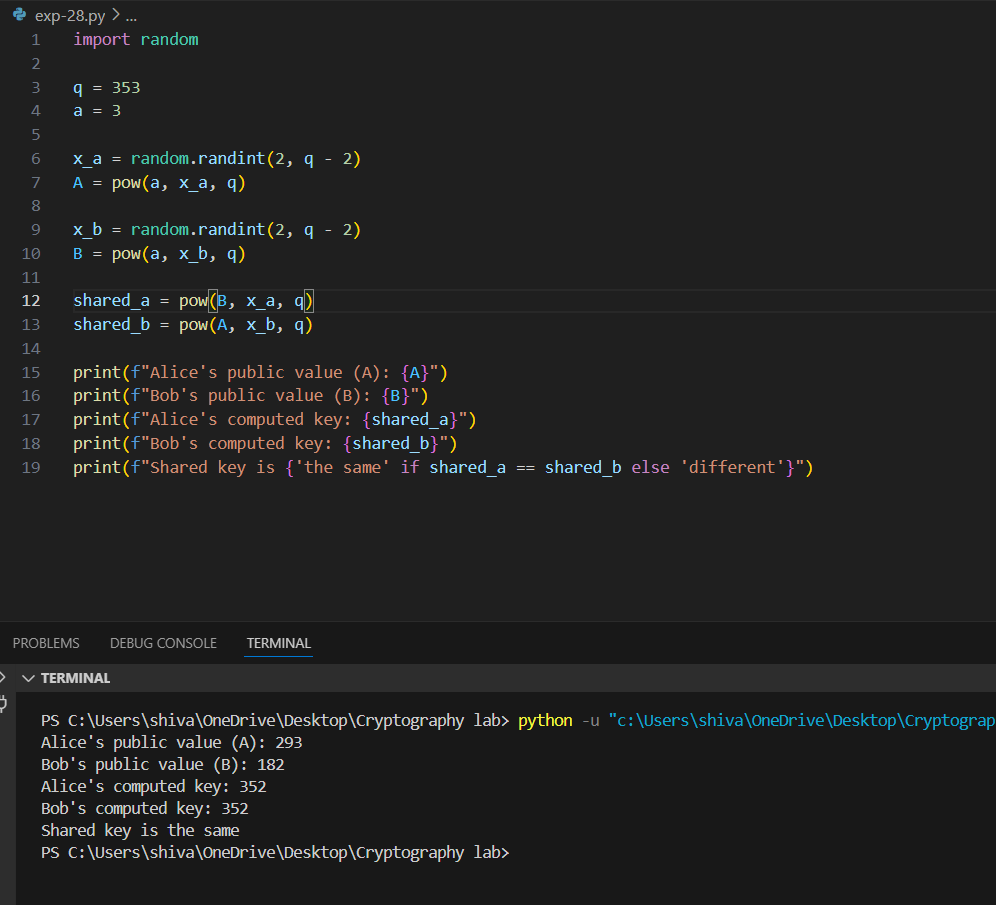 exp-28.py > ...
1 import random
2
3 q = 353
4 a = 3
5
6 x_a = random.randint(2, q - 2)
7 A = pow(a, x_a, q)
8
9 x_b = random.randint(2, q - 2)
10 B = pow(a, x_b, q)
11
12 shared_a = pow(B, x_a, q)
13 shared_b = pow(A, x_b, q)
14
15 print(f"Alice's public value (A): {A}")
16 print(f"Bob's public value (B): {B}")
17 print(f"Alice's computed key: {shared_a}")
18 print(f"Bob's computed key: {shared_b}")
19 print(f"Shared key is {'the same' if shared_a == shared_b else 'different'}")
PROBLEMS DEBUG CONSOLE TERMINAL
TERMINAL
PS C:\Users\shiva\OneDrive\Desktop\Cryptography lab> python -u "c:\Users\shiva\OneDrive\Desktop\Cryptograp
Alice's public value (A): 293
Bob's public value (B): 182
Alice's computed key: 352
Bob's computed key: 352
Shared key is the same
PS C:\Users\shiva\OneDrive\Desktop\Cryptography lab>